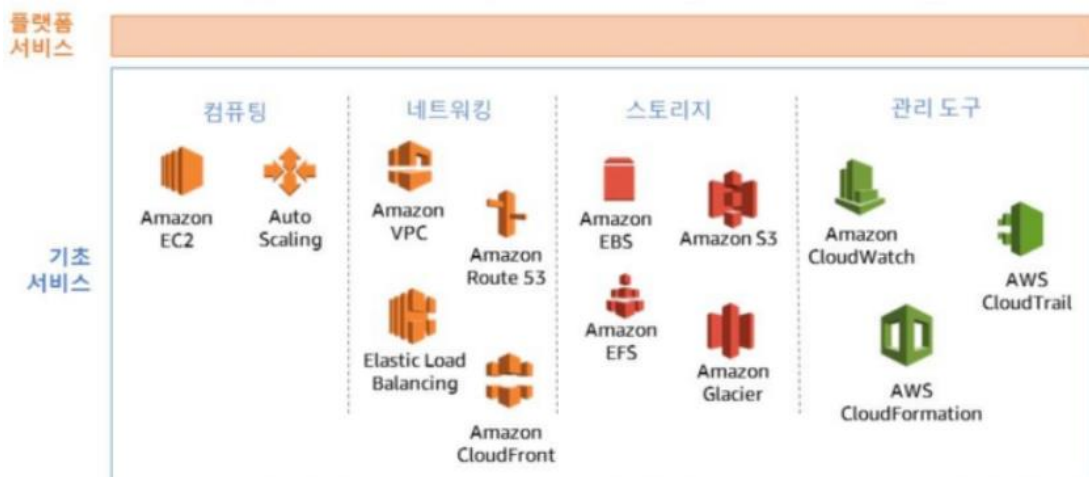 플랫폼
서비스
기초
서비스
컴퓨팅
Amazon
EC2
Auto
Scaling
네트워킹
Amazon
VPC
Amazon
Route 53
Elastic Load
Balancing
Amazon
CloudFront
스토리지
Amazon
EBS
Amazon S3
Amazon
EFS
Amazon
Glacier
관리 도구
Amazon
CloudWatch
AWS
CloudTrail
AWS
CloudFormation